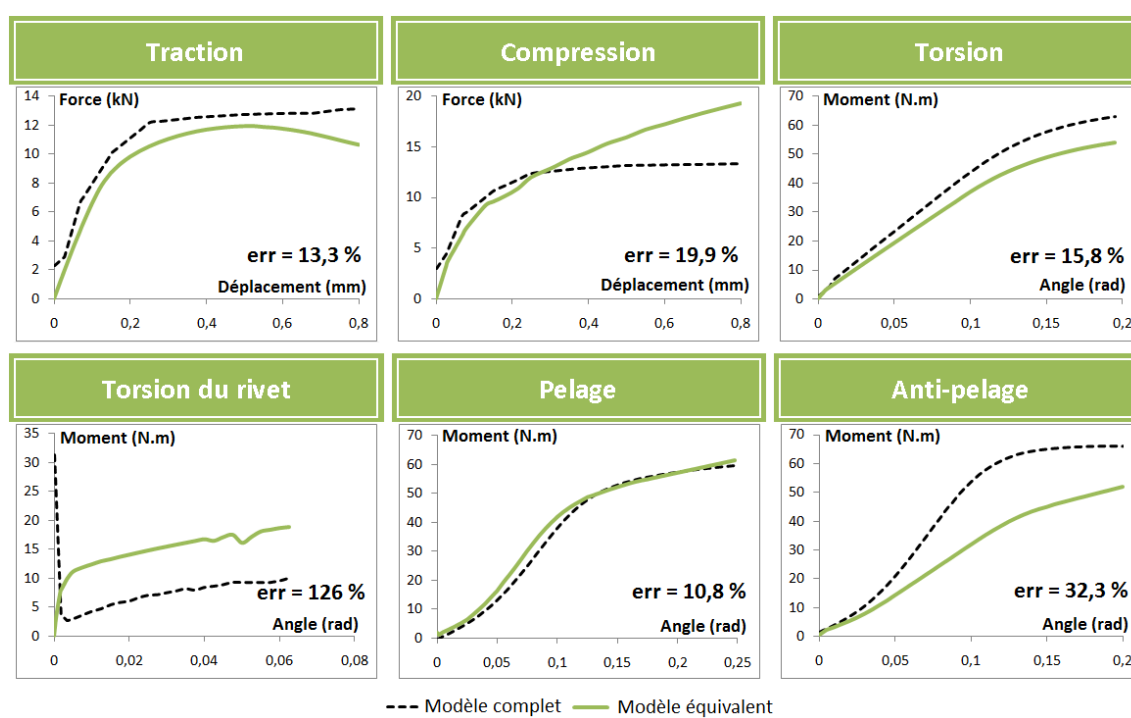 Traction
Compression
Torsion
Force (kN)
14
12
10
8
6
4
2
0
err = 13,3 %
Déplacement (mm)
0
0,2
0,4
0,6
0,8
Force (kN)
20
15
10
5
0
err = 19,9 %
Déplacement (mm)
0
0,2
0,4
0,6
0,8
Moment (N.m)
70
60
50
40
30
20
10
0
err = 15,8 %
Angle (rad)
0
0,05
0,1
0,15
0,2
Torsion du rivet
Pelage
Anti-pelage
Moment (N.m)
35
30
25
20
15
10
5
0
err = 126 %
Angle (rad)
0
0,02
0,04
0,06
0,08
Moment (N.m)
70
60
50
40
30
20
10
0
err = 10,8 %
Angle (rad)
0
0,05
0,1
0,15
0,2
0,25
Moment (N.m)
70
60
50
40
30
20
10
0
err = 32,3 %
Angle (rad)
0
0,05
0,1
0,15
0,2
Modèle complet
Modèle équivalent